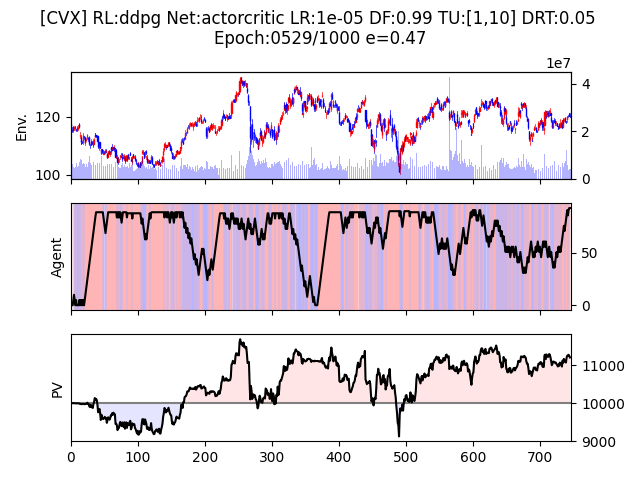 [CVX] RL:ddpg Net:actorcritic LR:1e-05 DF:0.99 TU:[1,10] DRT:0.05
Epoch:0529/1000 e=0.47
1e7
Env.
120
100
4
2
0
Agent
50
0
PV
11000
10000
9000
0 100 200 300 400 500 600 700